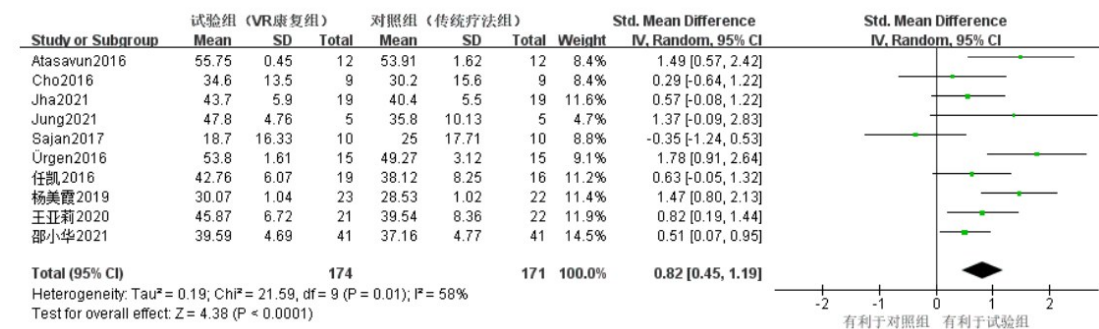 试验组（VR康复组） 对照组（传统疗法组） Std. Mean Difference Std. Mean Difference
Study or Subgroup Mean SD Total Mean SD Total Weight IV, Random, 95% CI IV, Random, 95% CI
Atasavun2016 55.75 0.45 12 53.91 1.62 12 8.4% 1.49 [0.57, 2.42]
Cho2016 34.6 13.5 9 30.2 15.6 9 8.4% 0.29 [-0.64, 1.22]
Jha2021 43.7 5.9 19 40.4 5.5 19 11.6% 0.57 [-0.08, 1.22]
Jung2021 47.8 4.76 5 35.8 10.13 5 4.7% 1.37 [-0.09, 2.83]
Sajan2017 18.7 16.33 10 25 17.71 10 8.7% -0.35 [-1.24, 0.53]
Ürgen2016 53.8 1.61 15 49.27 3.12 15 9.1% 1.78 [0.91, 2.64]
任凯2016 42.76 6.07 19 38.12 8.25 16 11.2% 0.63 [-0.05, 1.32]
杨美霞2019 30.07 1.04 23 28.53 1.02 22 11.4% 1.47 [0.80, 2.13]
王亚莉2020 45.87 6.72 21 39.54 8.36 22 11.9% 0.82 [0.19, 1.44]
邵小华2021 39.59 4.69 41 37.16 4.77 41 14.5% 0.51 [0.07, 0.95]
Total (95% CI) 174 171 100.0% 0.82 [0.45, 1.19]
Heterogeneity: Tau² = 0.19; Chi² = 21.59, df = 9 (P = 0.01); I² = 58%
Test for overall effect: Z = 4.38 (P < 0.0001)
-2 -1 0 1 2
有利于对照组 有利于试验组